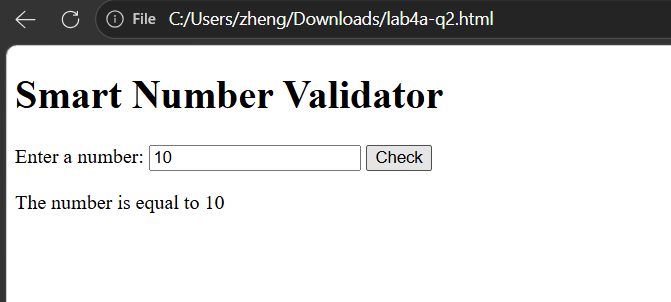 File C:/Users/zheng/Downloads/lab4a-q2.html
Smart Number Validator
Enter a number: 10 Check
The number is equal to 10